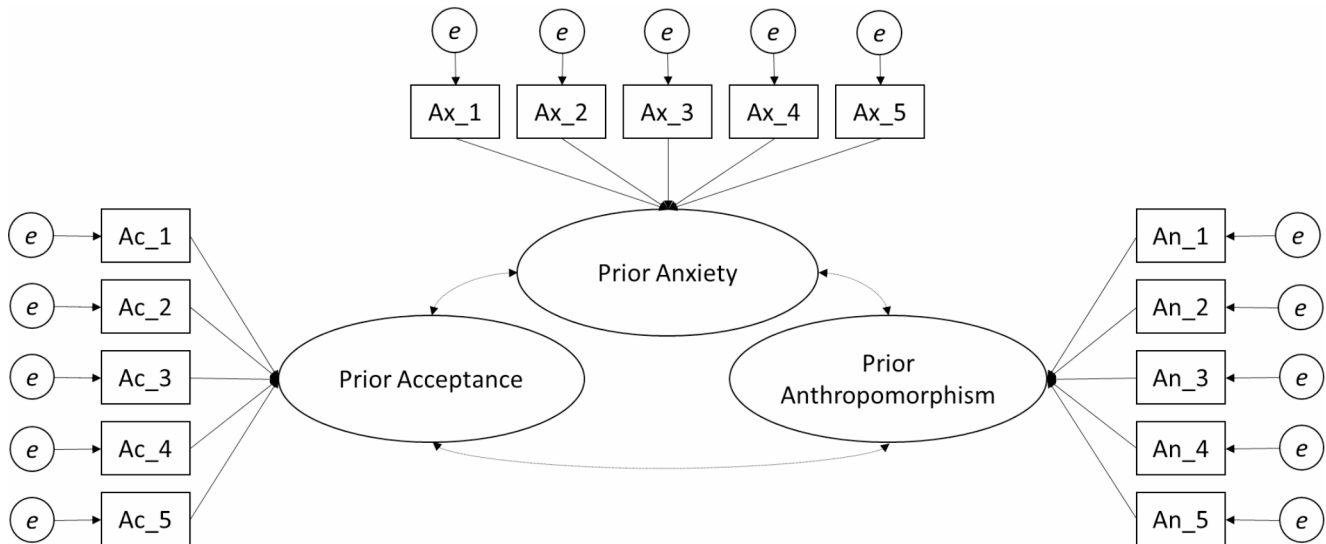 e e e e e
Ax_1 Ax_2 Ax_3 Ax_4 Ax_5
e Ac_1 An_1 e
Prior Anxiety
e Ac_2 An_2 e
e Ac_3 Prior Acceptance Prior An_3 e
Anthropomorphism
e Ac_4 An_4 e
e Ac_5 An_5 e